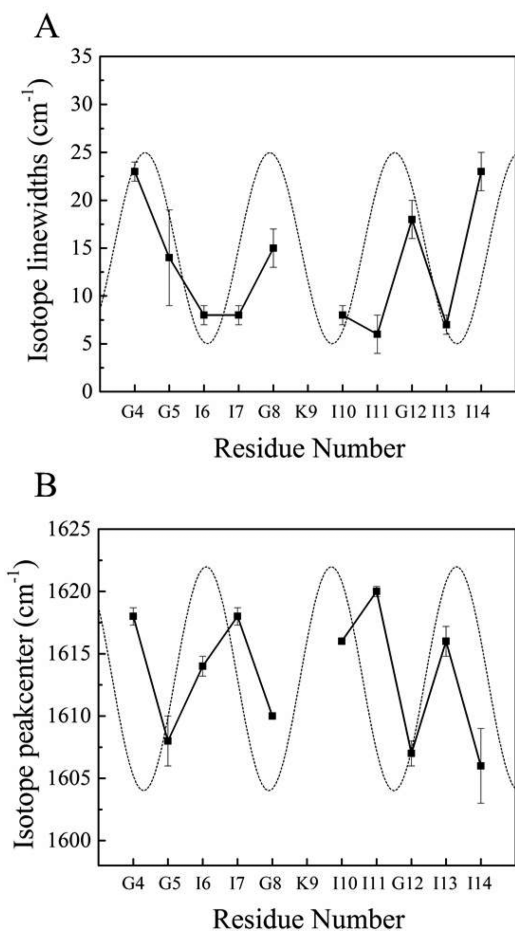 A
35
30
25
20
15
10
5
0
Isotope linewidths (cm⁻¹)
G4 G5 I6 I7 G8 K9 I10 I11 G12 I13 I14
Residue Number
B
1625
1620
1615
1610
1605
1600
Isotope peakcenter (cm⁻¹)
G4 G5 I6 I7 G8 K9 I10 I11 G12 I13 I14
Residue Number